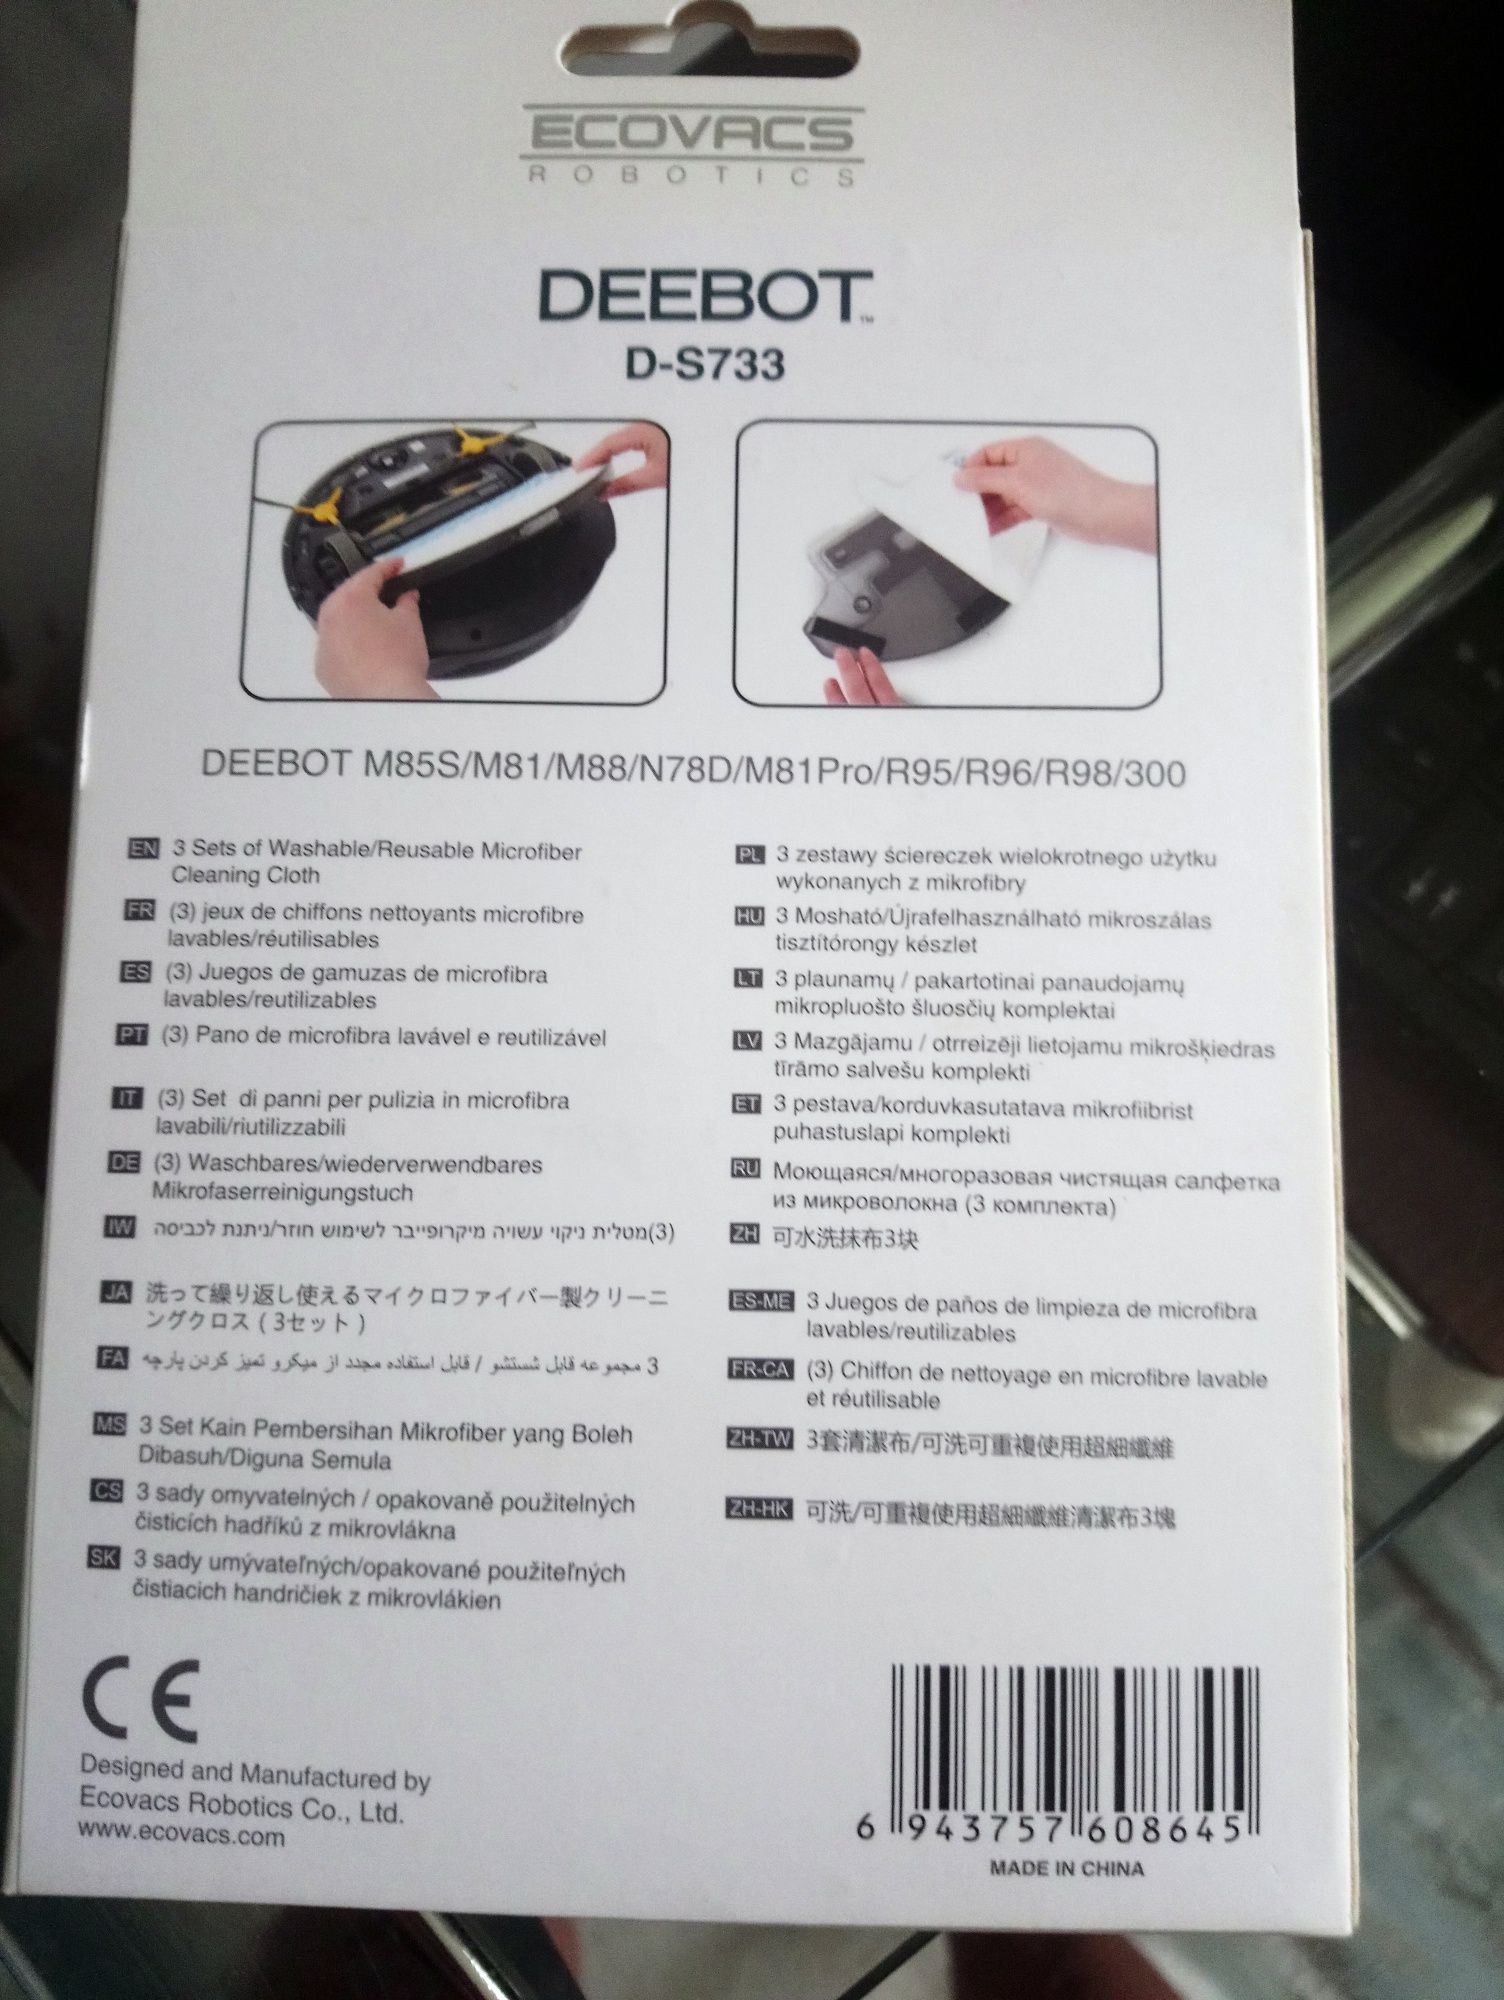 ECOVACS
ROBOTICS
DEEBOT™
D-S733
DEEBOT M85S/M81/M88/N78D/M81Pro/R95/R96/R98/300
EN 3 Sets of Washable/Reusable Microfiber
Cleaning Cloth
FR (3) jeux de chiffons nettoyants microfibre
lavables/réutilisables
ES (3) Juegos de gamuzas de microfibra
lavables/reutilizables
PT (3) Pano de microfibra lavável e reutilizável
IT (3) Set di panni per pulizia in microfibra
lavabili/riutilizzabili
DE (3) Waschbares/wiederverwendbares
Mikrofaserreinigungstuch
IW (3)מטלית ניקוי עשויה מיקרופייבר לשימוש חוזר/ניתנת לכביסה
JA 洗って繰り返し使えるマイクロファイバー製クリーニ
ングクロス ( 3セット )
FA 3 مجموعه قابل شستشو / قابل استفاده مجدد از میکرو تمیز کردن پارچه
MS 3 Set Kain Pembersihan Mikrofiber yang Boleh
Dibasuh/Diguna Semula
CS 3 sady omyvatelných / opakovaně použitelných
čisticích hadříků z mikrovlákna
SK 3 sady umývateľných/opakované použiteľných
čistiacich handričiek z mikrovlákien
PL 3 zestawy ściereczek wielokrotnego użytku
wykonanych z mikrofibry
HU 3 Mosható/Újrafelhasználható mikroszálas
tisztítórongy készlet
LT 3 plaunamų / pakartotinai panaudojamų
mikropluošto šluosčių komplektai
LV 3 Mazgājamu / otrreizēji lietojamu mikrošķiedras
tīrāmo salvešu komplekti
ET 3 pestava/korduvkasutatava mikrofiibrist
puhastuslapi komplekti
RU Моющаяся/многоразовая чистящая салфетка
из микроволокна (3 комплекта)
ZH 可水洗抹布3块
ES-ME 3 Juegos de paños de limpieza de microfibra
lavables/reutilizables
FR-CA (3) Chiffon de nettoyage en microfibre lavable
et réutilisable
ZH-TW 3套清潔布/可洗可重複使用超細纖維
ZH-HK 可洗/可重複使用超細纖維清潔布3塊
CE
Designed and Manufactured by
Ecovacs Robotics Co., Ltd.
www.ecovacs.com
6 943757 608645
MADE IN CHINA